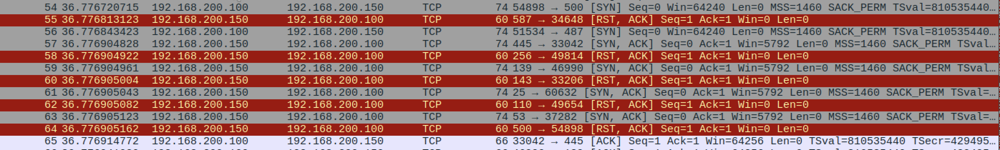 54 36.776720715 192.168.200.100 192.168.200.150 TCP 74 54898 → 500 [SYN] Seq=0 Win=64240 Len=0 MSS=1460 SACK_PERM TSval=810535440…
55 36.776813123 192.168.200.150 192.168.200.100 TCP 60 587 → 34648 [RST, ACK] Seq=1 Ack=1 Win=0 Len=0
56 36.776843423 192.168.200.100 192.168.200.150 TCP 74 51534 → 487 [SYN] Seq=0 Win=64240 Len=0 MSS=1460 SACK_PERM TSval=810535440…
57 36.776904828 192.168.200.150 192.168.200.100 TCP 74 445 → 33042 [SYN, ACK] Seq=0 Ack=1 Win=5792 Len=0 MSS=1460 SACK_PERM TSval…
58 36.776904922 192.168.200.150 192.168.200.100 TCP 60 256 → 49814 [RST, ACK] Seq=1 Ack=1 Win=0 Len=0
59 36.776904961 192.168.200.150 192.168.200.100 TCP 74 139 → 46990 [SYN, ACK] Seq=0 Ack=1 Win=5792 Len=0 MSS=1460 SACK_PERM TSval…
60 36.776905004 192.168.200.150 192.168.200.100 TCP 60 143 → 33206 [RST, ACK] Seq=1 Ack=1 Win=0 Len=0
61 36.776905043 192.168.200.150 192.168.200.100 TCP 74 25 → 60632 [SYN, ACK] Seq=0 Ack=1 Win=5792 Len=0 MSS=1460 SACK_PERM TSval=…
62 36.776905082 192.168.200.150 192.168.200.100 TCP 60 110 → 49654 [RST, ACK] Seq=1 Ack=1 Win=0 Len=0
63 36.776905123 192.168.200.150 192.168.200.100 TCP 74 53 → 37282 [SYN, ACK] Seq=0 Ack=1 Win=5792 Len=0 MSS=1460 SACK_PERM TSval=…
64 36.776905162 192.168.200.150 192.168.200.100 TCP 60 500 → 54898 [RST, ACK] Seq=1 Ack=1 Win=0 Len=0
65 36.776914772 192.168.200.100 192.168.200.150 TCP 66 33042 → 445 [ACK] Seq=1 Ack=1 Win=64256 Len=0 TSval=810535440 TSecr=429495…